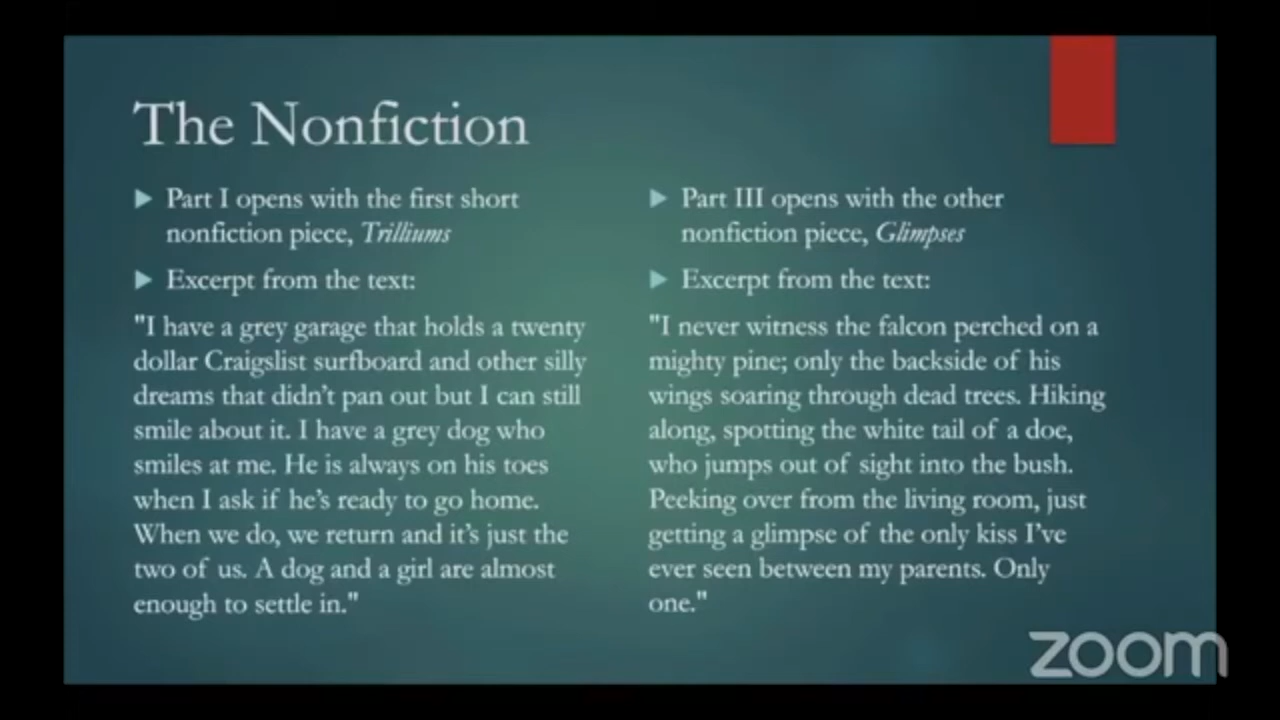 The Nonfiction
Part I opens with the first short
nonfiction piece, Trilliums
Excerpt from the text:
"I have a grey garage that holds a twenty
dollar Craigslist surfboard and other silly
dreams that didn't pan out but I can still
smile about it. I have a grey dog who
smiles at me. He is always on his toes
when I ask if he's ready to go home.
When we do, we return and it's just the
two of us. A dog and a girl are almost
enough to settle in."
Part III opens with the other
nonfiction piece, Glimpses
Excerpt from the text:
"I never witness the falcon perched on a
mighty pine; only the backside of his
wings soaring through dead trees. Hiking
along, spotting the white tail of a doe,
who jumps out of sight into the bush.
Peeking over from the living room, just
getting a glimpse of the only kiss I've
ever seen between my parents. Only
one."
zoom